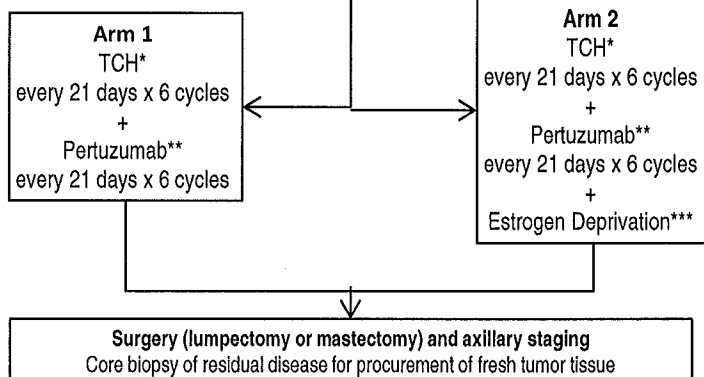 Arm 1
TCH*
every 21 days x 6 cycles
+
Pertuzumab**
every 21 days x 6 cycles
Arm 2
TCH*
every 21 days x 6 cycles
+
Pertuzumab**
every 21 days x 6 cycles
+
Estrogen Deprivation***
Surgery (lumpectomy or mastectomy) and axillary staging
Core biopsy of residual disease for procurement of fresh tumor tissue